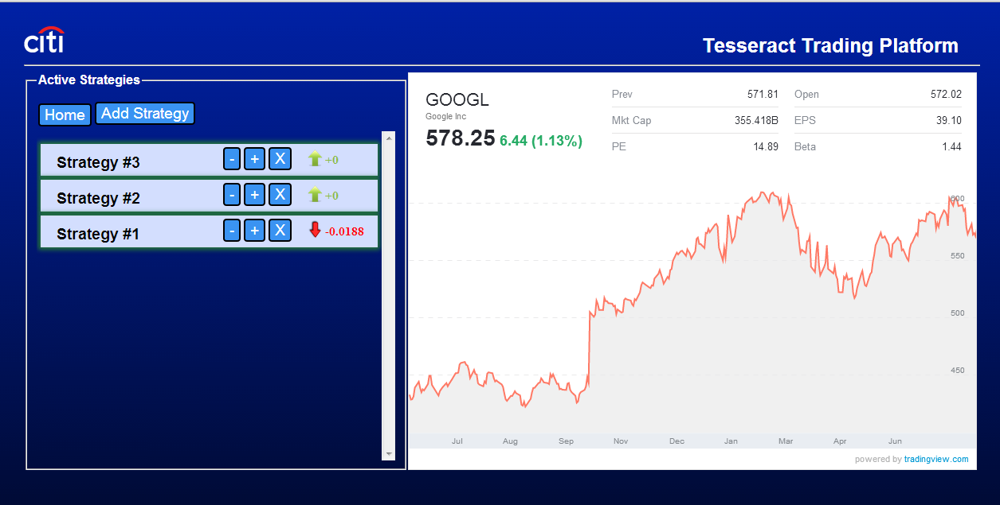 citi
Tesseract Trading Platform
Active Strategies
Home Add Strategy
Strategy #3 - + X +0
Strategy #2 - + X +0
Strategy #1 - + X -0.0188
GOOGL
Google Inc
578.25 6.44 (1.13%)
Prev 571.81 Open 572.02
Mkt Cap 355.418B EPS 39.10
PE 14.89 Beta 1.44
600
550
500
450
Jul Aug Sep Nov Dec Jan Mar Apr Jun
powered by tradingview.com